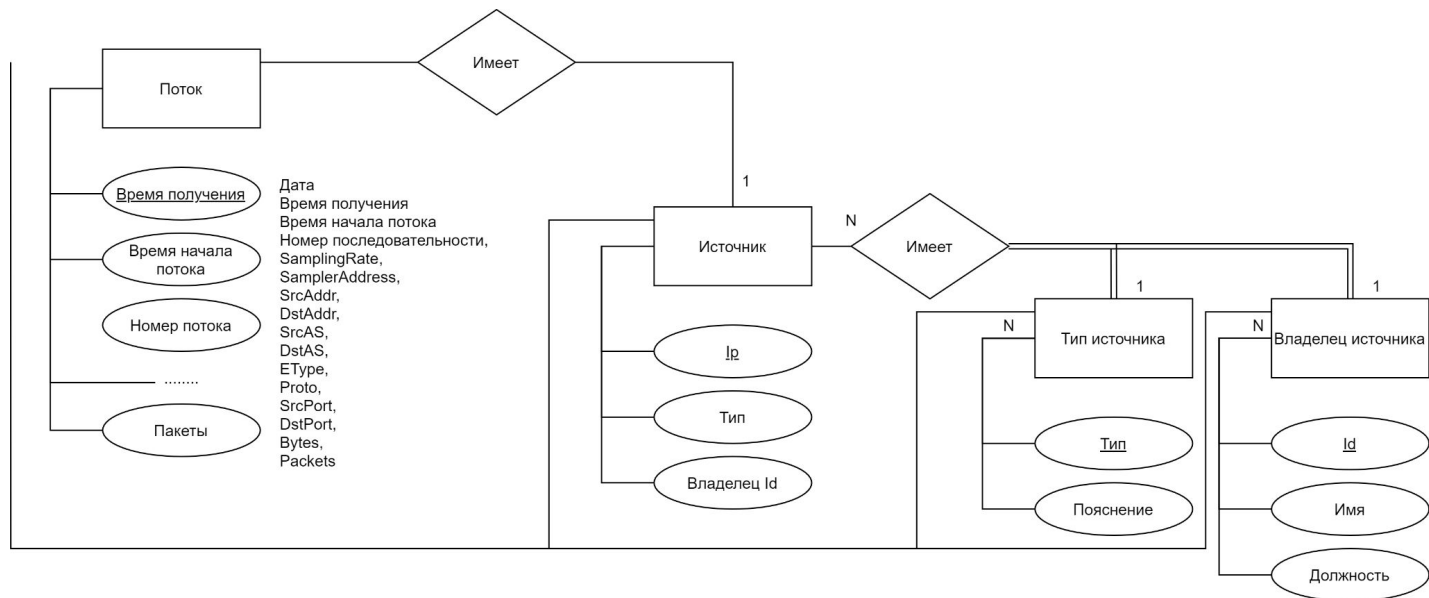 Поток
Имеет
Время получения
Время начала
потока
Номер потока
........
Пакеты
Дата
Время получения
Время начала потока
Номер последовательности,
SamplingRate,
SamplerAddress,
SrcAddr,
DstAddr,
SrcAS,
DstAS,
EType,
Proto,
SrcPort,
DstPort,
Bytes,
Packets
1
Источник
N
Имеет
Ip
Тип
Владелец Id
1
N
Тип источника
Тип
Пояснение
1
N
Владелец источника
Id
Имя
Должность